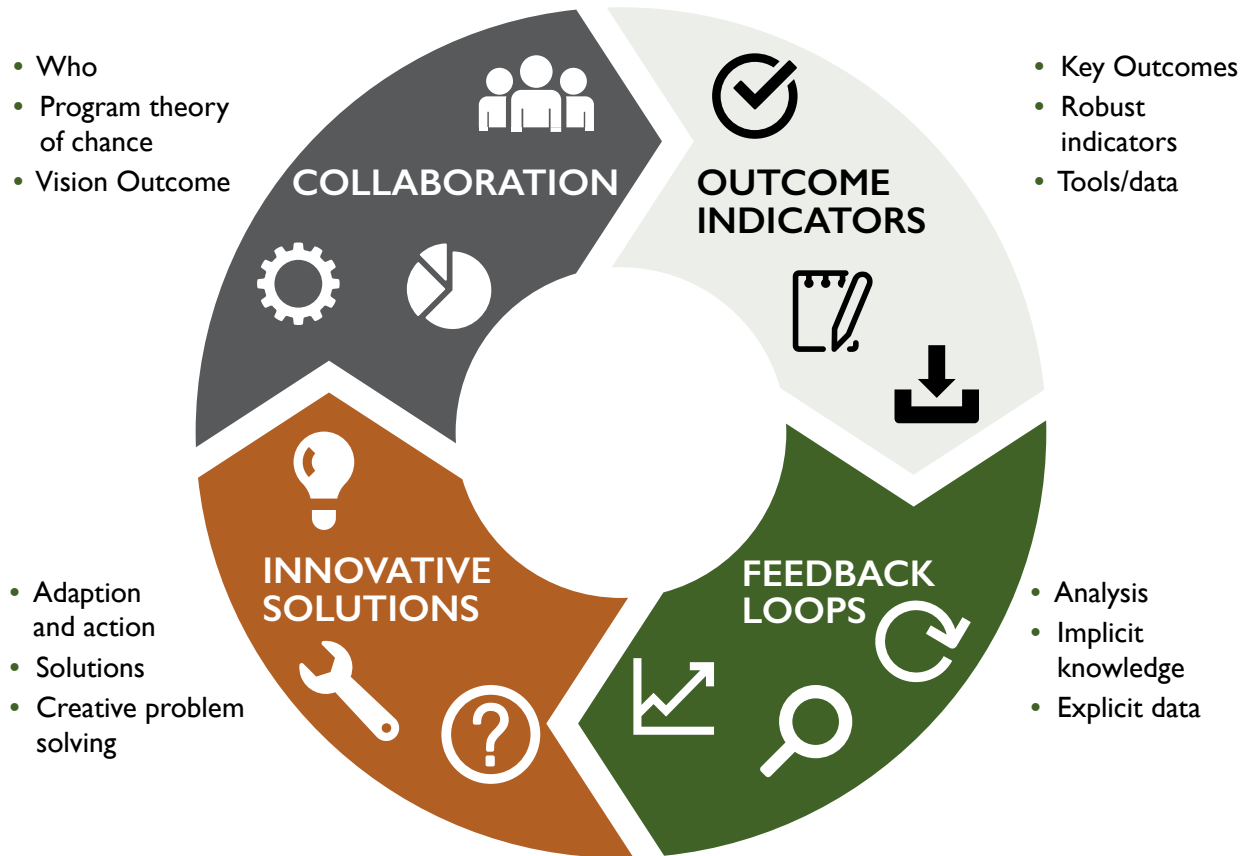 • Who
• Program theory
of chance
• Vision Outcome
COLLABORATION
OUTCOME
INDICATORS
• Key Outcomes
• Robust
indicators
• Tools/data
INNOVATIVE
SOLUTIONS
• Adaption
and action
• Solutions
• Creative problem
solving
FEEDBACK
LOOPS
• Analysis
• Implicit
knowledge
• Explicit data
?